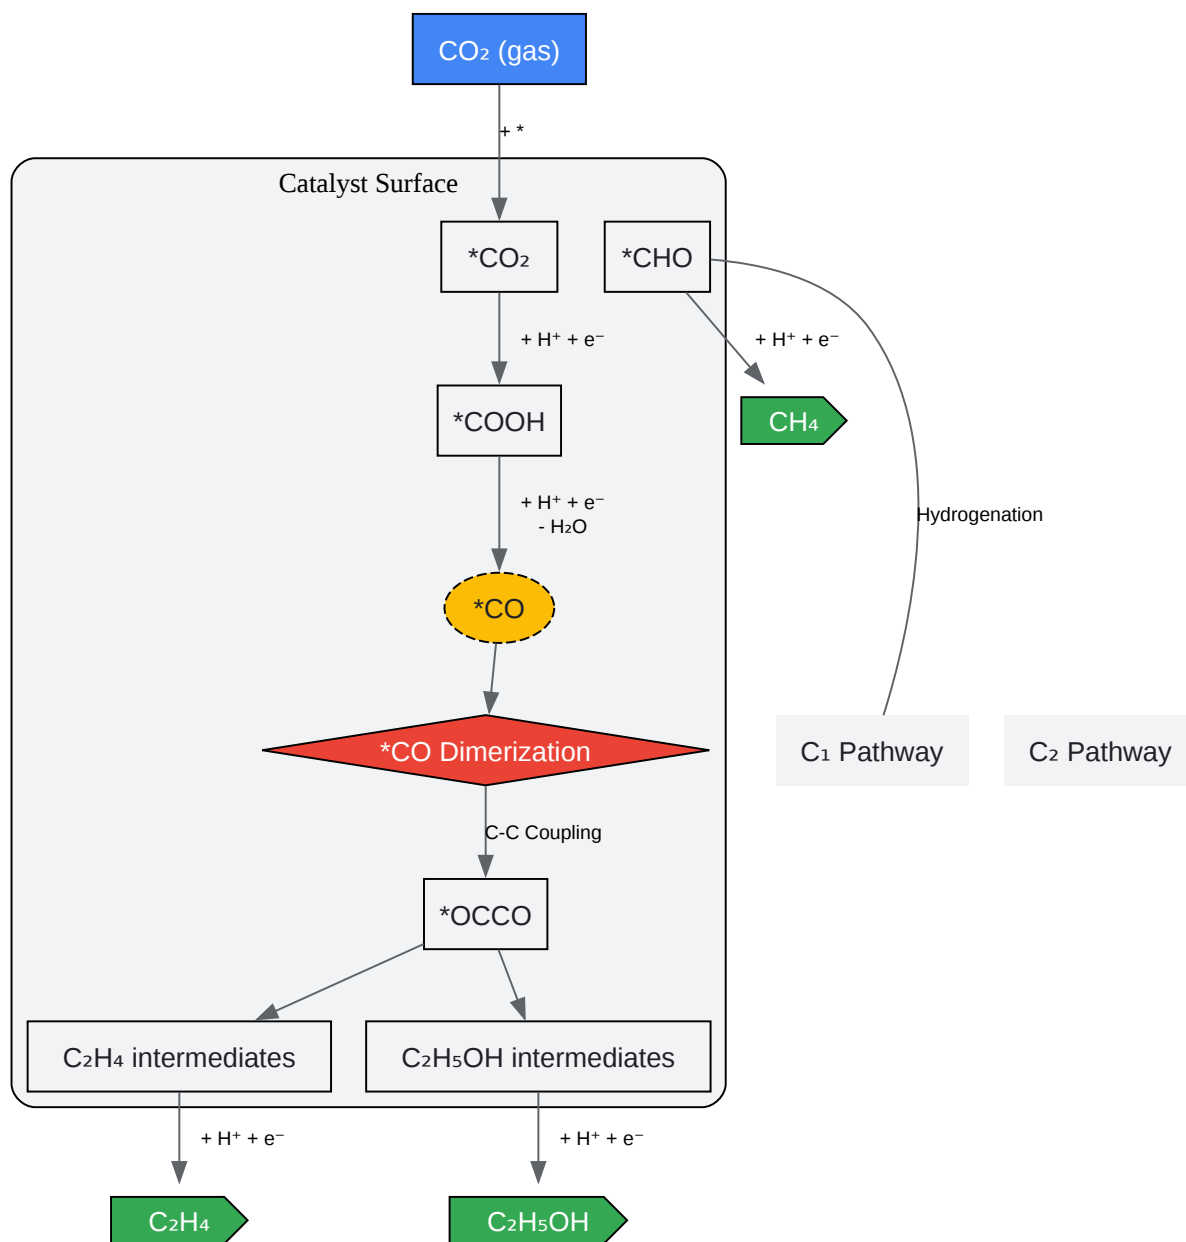 CO₂ (gas)
+ *
Catalyst Surface
*CO₂
*CHO
+ H⁺ + e⁻
+ H⁺ + e⁻
*COOH
CH₄
+ H⁺ + e⁻
- H₂O
Hydrogenation
*CO
*CO Dimerization
C₁ Pathway
C₂ Pathway
C-C Coupling
*OCCO
C₂H₄ intermediates
C₂H₅OH intermediates
+ H⁺ + e⁻
+ H⁺ + e⁻
C₂H₄
C₂H₅OH